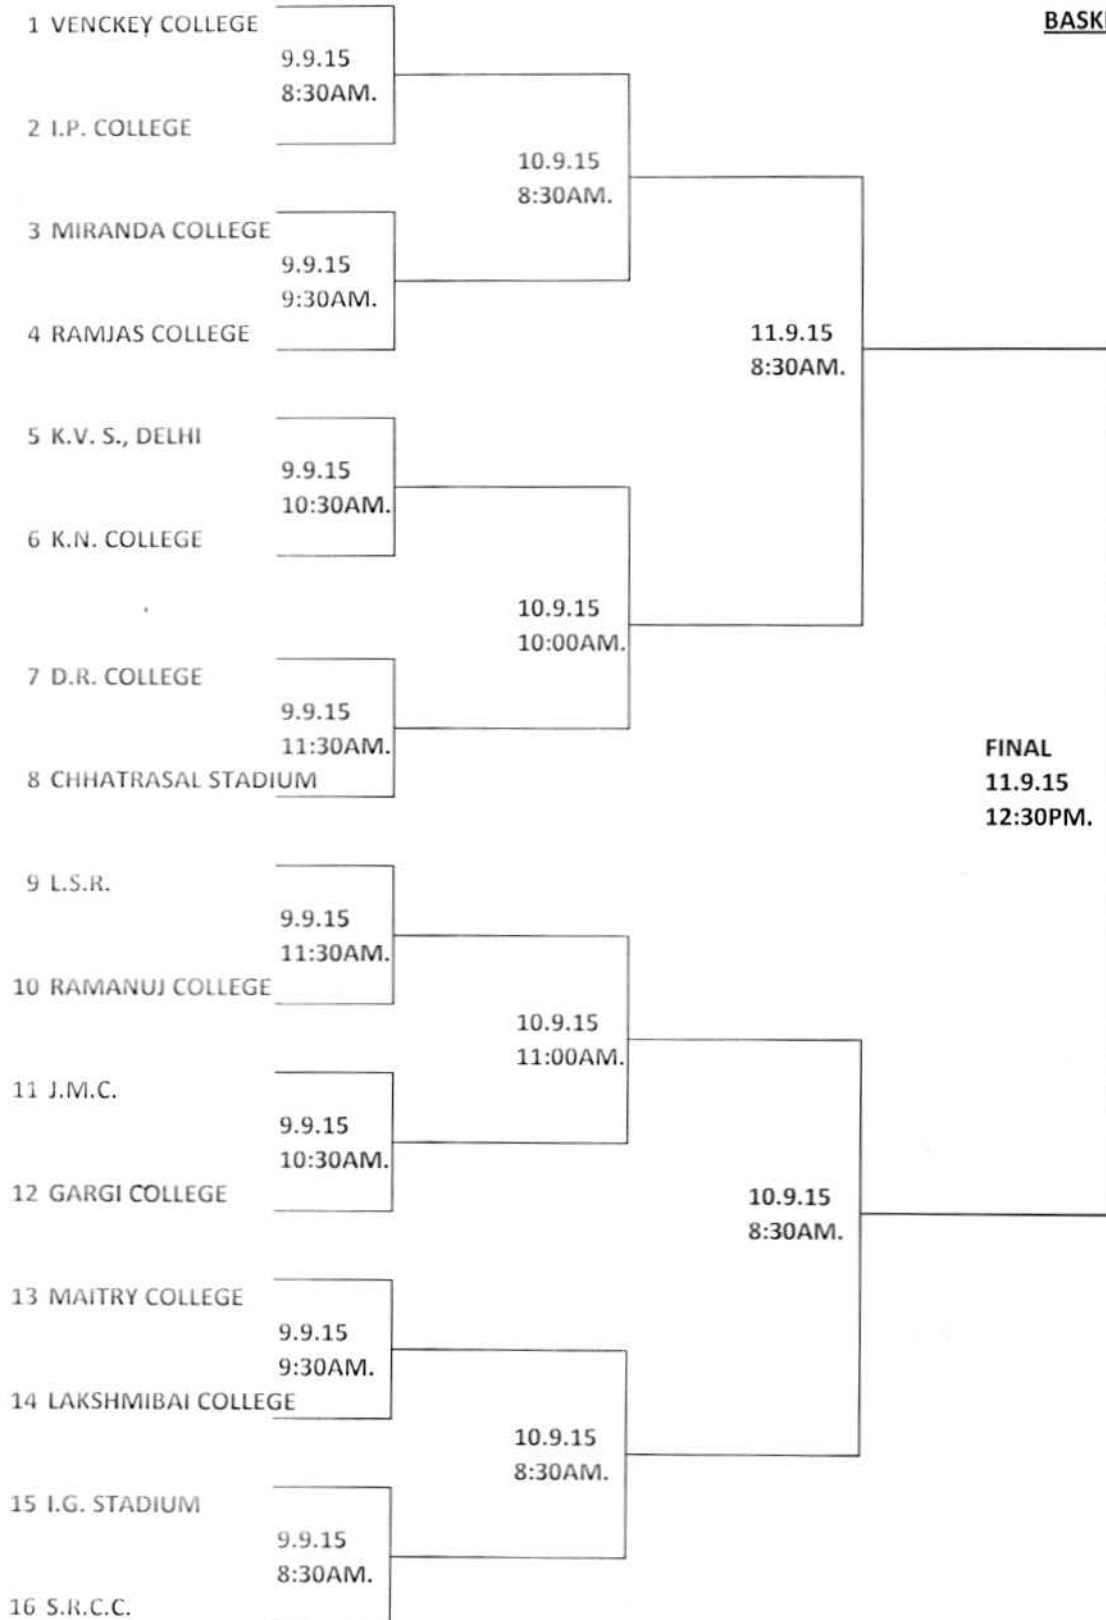 BASK
1 VENCKEY COLLEGE
9.9.15
8:30AM.
2 I.P. COLLEGE
10.9.15
8:30AM.
3 MIRANDA COLLEGE
9.9.15
9:30AM.
4 RAMJAS COLLEGE
11.9.15
8:30AM.
5 K.V. S., DELHI
9.9.15
10:30AM.
6 K.N. COLLEGE
10.9.15
10:00AM.
7 D.R. COLLEGE
9.9.15
11:30AM.
8 CHHATRASAL STADIUM
FINAL
11.9.15
12:30PM.
9 L.S.R.
9.9.15
11:30AM.
10 RAMANUJ COLLEGE
10.9.15
11:00AM.
11 J.M.C.
9.9.15
10:30AM.
12 GARGI COLLEGE
10.9.15
8:30AM.
13 MAITRY COLLEGE
9.9.15
9:30AM.
14 LAKSHMIBAI COLLEGE
10.9.15
8:30AM.
15 I.G. STADIUM
9.9.15
8:30AM.
16 S.R.C.C.